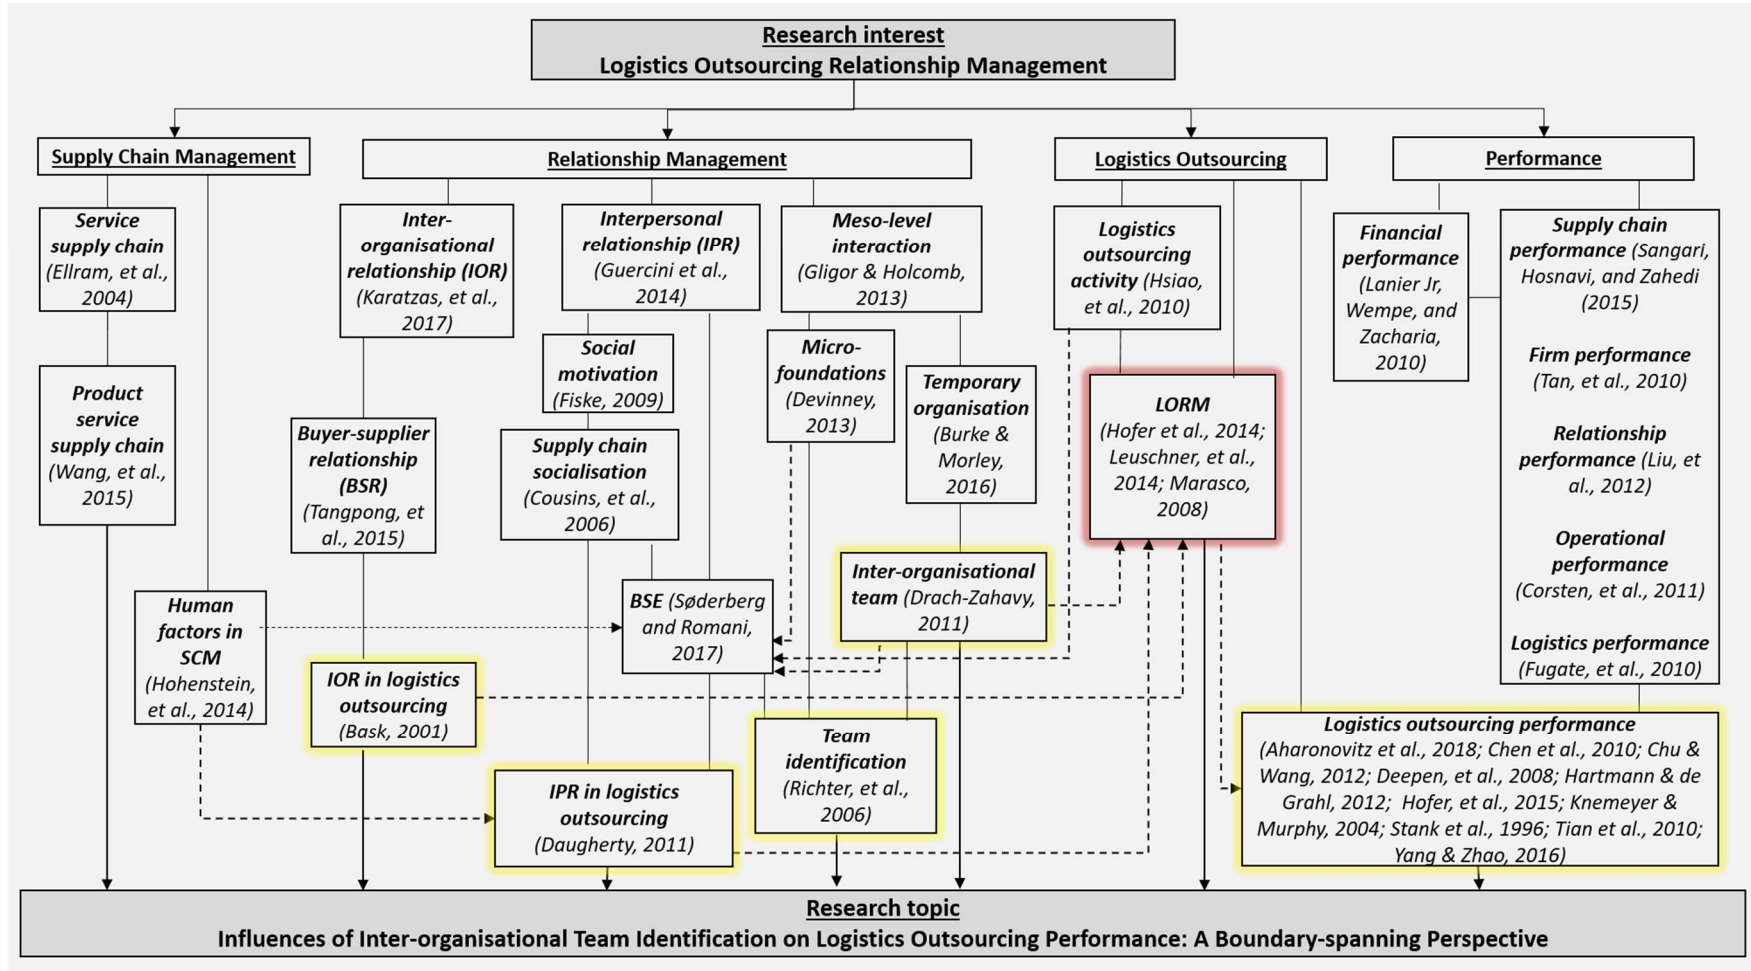 Research interest
Logistics Outsourcing Relationship Management
Supply Chain Management
Relationship Management
Logistics Outsourcing
Performance
Service
supply chain
(Ellram, et al.,
2004)
Product
service
supply chain
(Wang, et al.,
2015)
Human
factors in
SCM
(Hohenstein,
et al., 2014)
Inter-
organisational
relationship (IOR)
(Karatzas, et al.,
2017)
Buyer-supplier
relationship
(BSR)
(Tangpong, et
al., 2015)
IOR in logistics
outsourcing
(Bask, 2001)
Interpersonal
relationship (IPR)
(Guercini et al.,
2014)
Social
motivation
(Fiske, 2009)
Supply chain
socialisation
(Cousins, et al.,
2006)
BSE (Søderberg
and Romani,
2017)
IPR in logistics
outsourcing
(Daugherty, 2011)
Meso-level
interaction
(Gligor & Holcomb,
2013)
Micro-
foundations
(Devinney,
2013)
Temporary
organisation
(Burke &
Morley,
2016)
Inter-organisational
team (Drach-Zahavy,
2011)
Team
identification
(Richter, et al.,
2006)
Logistics
outsourcing
activity (Hsiao,
et al., 2010)
LORM
(Hofer et al., 2014;
Leuschner, et al.,
2014; Marasco,
2008)
Financial
performance
(Lanier Jr,
Wempe, and
Zacharia,
2010)
Supply chain
performance (Sangari,
Hosnavi, and Zahedi
(2015)
Firm performance
(Tan, et al., 2010)
Relationship
performance (Liu, et
al., 2012)
Operational
performance
(Corsten, et al., 2011)
Logistics performance
(Fugate, et al., 2010)
Logistics outsourcing performance
(Aharonovitz et al., 2018; Chen et al., 2010; Chu &
Wang, 2012; Deepen, et al., 2008; Hartmann & de
Grahl, 2012; Hofer, et al., 2015; Knemeyer &
Murphy, 2004; Stank et al., 1996; Tian et al., 2010;
Yang & Zhao, 2016)
Research topic
Influences of Inter-organisational Team Identification on Logistics Outsourcing Performance: A Boundary-spanning Perspective